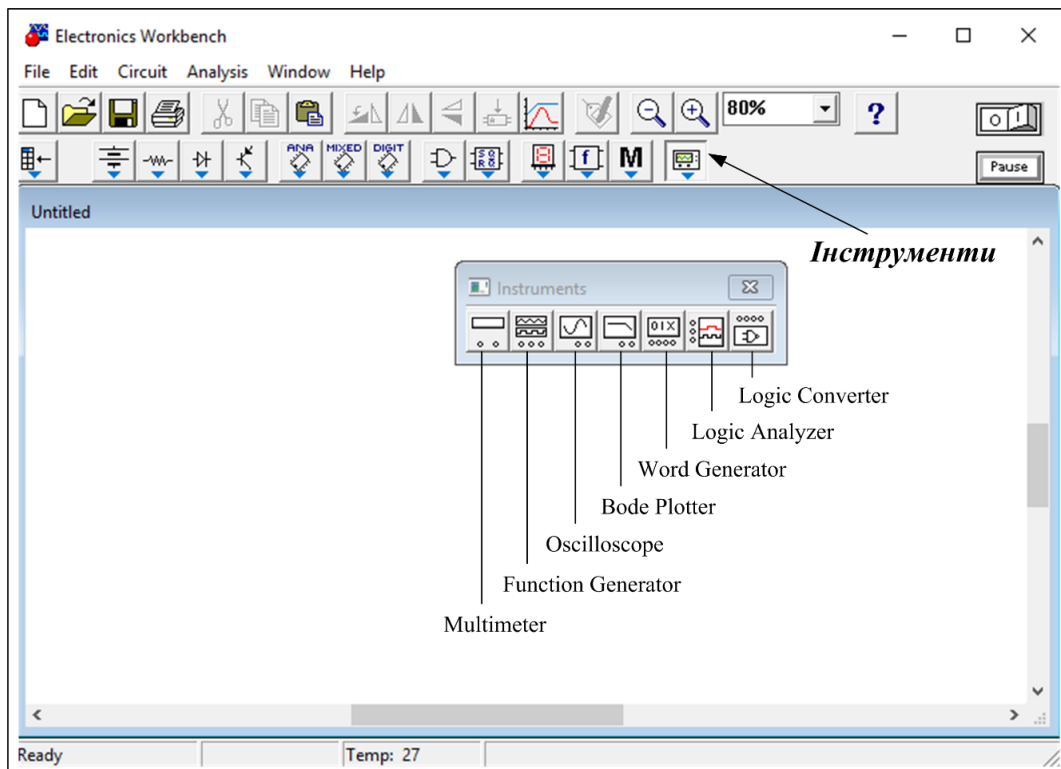 Electronics Workbench
File Edit Circuit Analysis Window Help
80% ?
ANA MIXED DIGIT f M Pause
Untitled
Інструменти
Instruments
01X
Logic Converter
Logic Analyzer
Word Generator
Bode Plotter
Oscilloscope
Function Generator
Multimeter
Ready Temp: 27